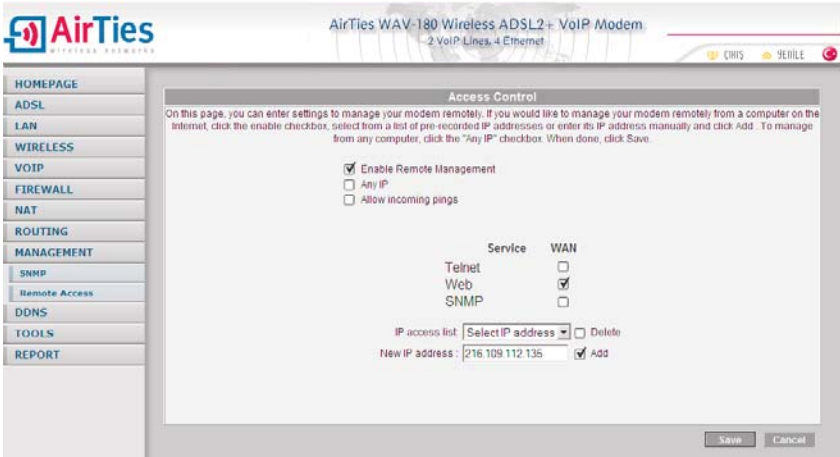 AirTies
wireless networks
AirTies WAV-180 Wireless ADSL2+ VoIP Modem
2 VoIP Lines, 4 Ethernet
ÇIKIŞ
YENİLE
HOMEPAGE
ADSL
LAN
WIRELESS
VOIP
FIREWALL
NAT
ROUTING
MANAGEMENT
SNMP
Remote Access
DDNS
TOOLS
REPORT
Access Control
On this page, you can enter settings to manage your modem remotely. If you would like to manage your modem remotely from a computer on the
Internet, click the enable checkbox, select from a list of pre-recorded IP addresses or enter its IP address manually and click Add . To manage
from any computer, click the "Any IP" checkbox. When done, click Save.
Enable Remote Management
Any IP
Allow incoming pings
Service WAN
Telnet
Web
SNMP
IP access list: Select IP address Delete
New IP address : 216.109.112.135 Add
Save Cancel